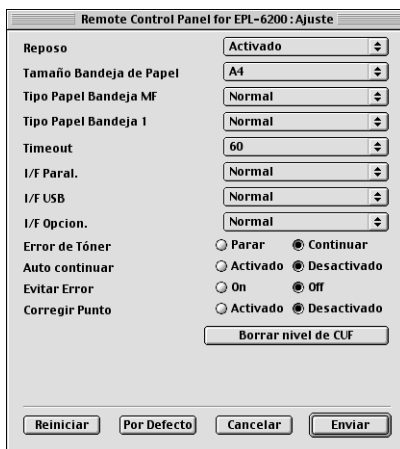 Remote Control Panel for EPL-6200:Ajuste
Reposo Activado
Tamaño Bandeja de Papel A4
Tipo Papel Bandeja MF Normal
Tipo Papel Bandeja 1 Normal
Timeout 60
I/F Paral. Normal
I/F USB Normal
I/F Opcion. Normal
Error de Tóner Parar Continuar
Auto continuar Activado Desactivado
Evitar Error On Off
Corregir Punto Activado Desactivado
Borrar nivel de CUF
Reiniciar Por Defecto Cancelar Enviar